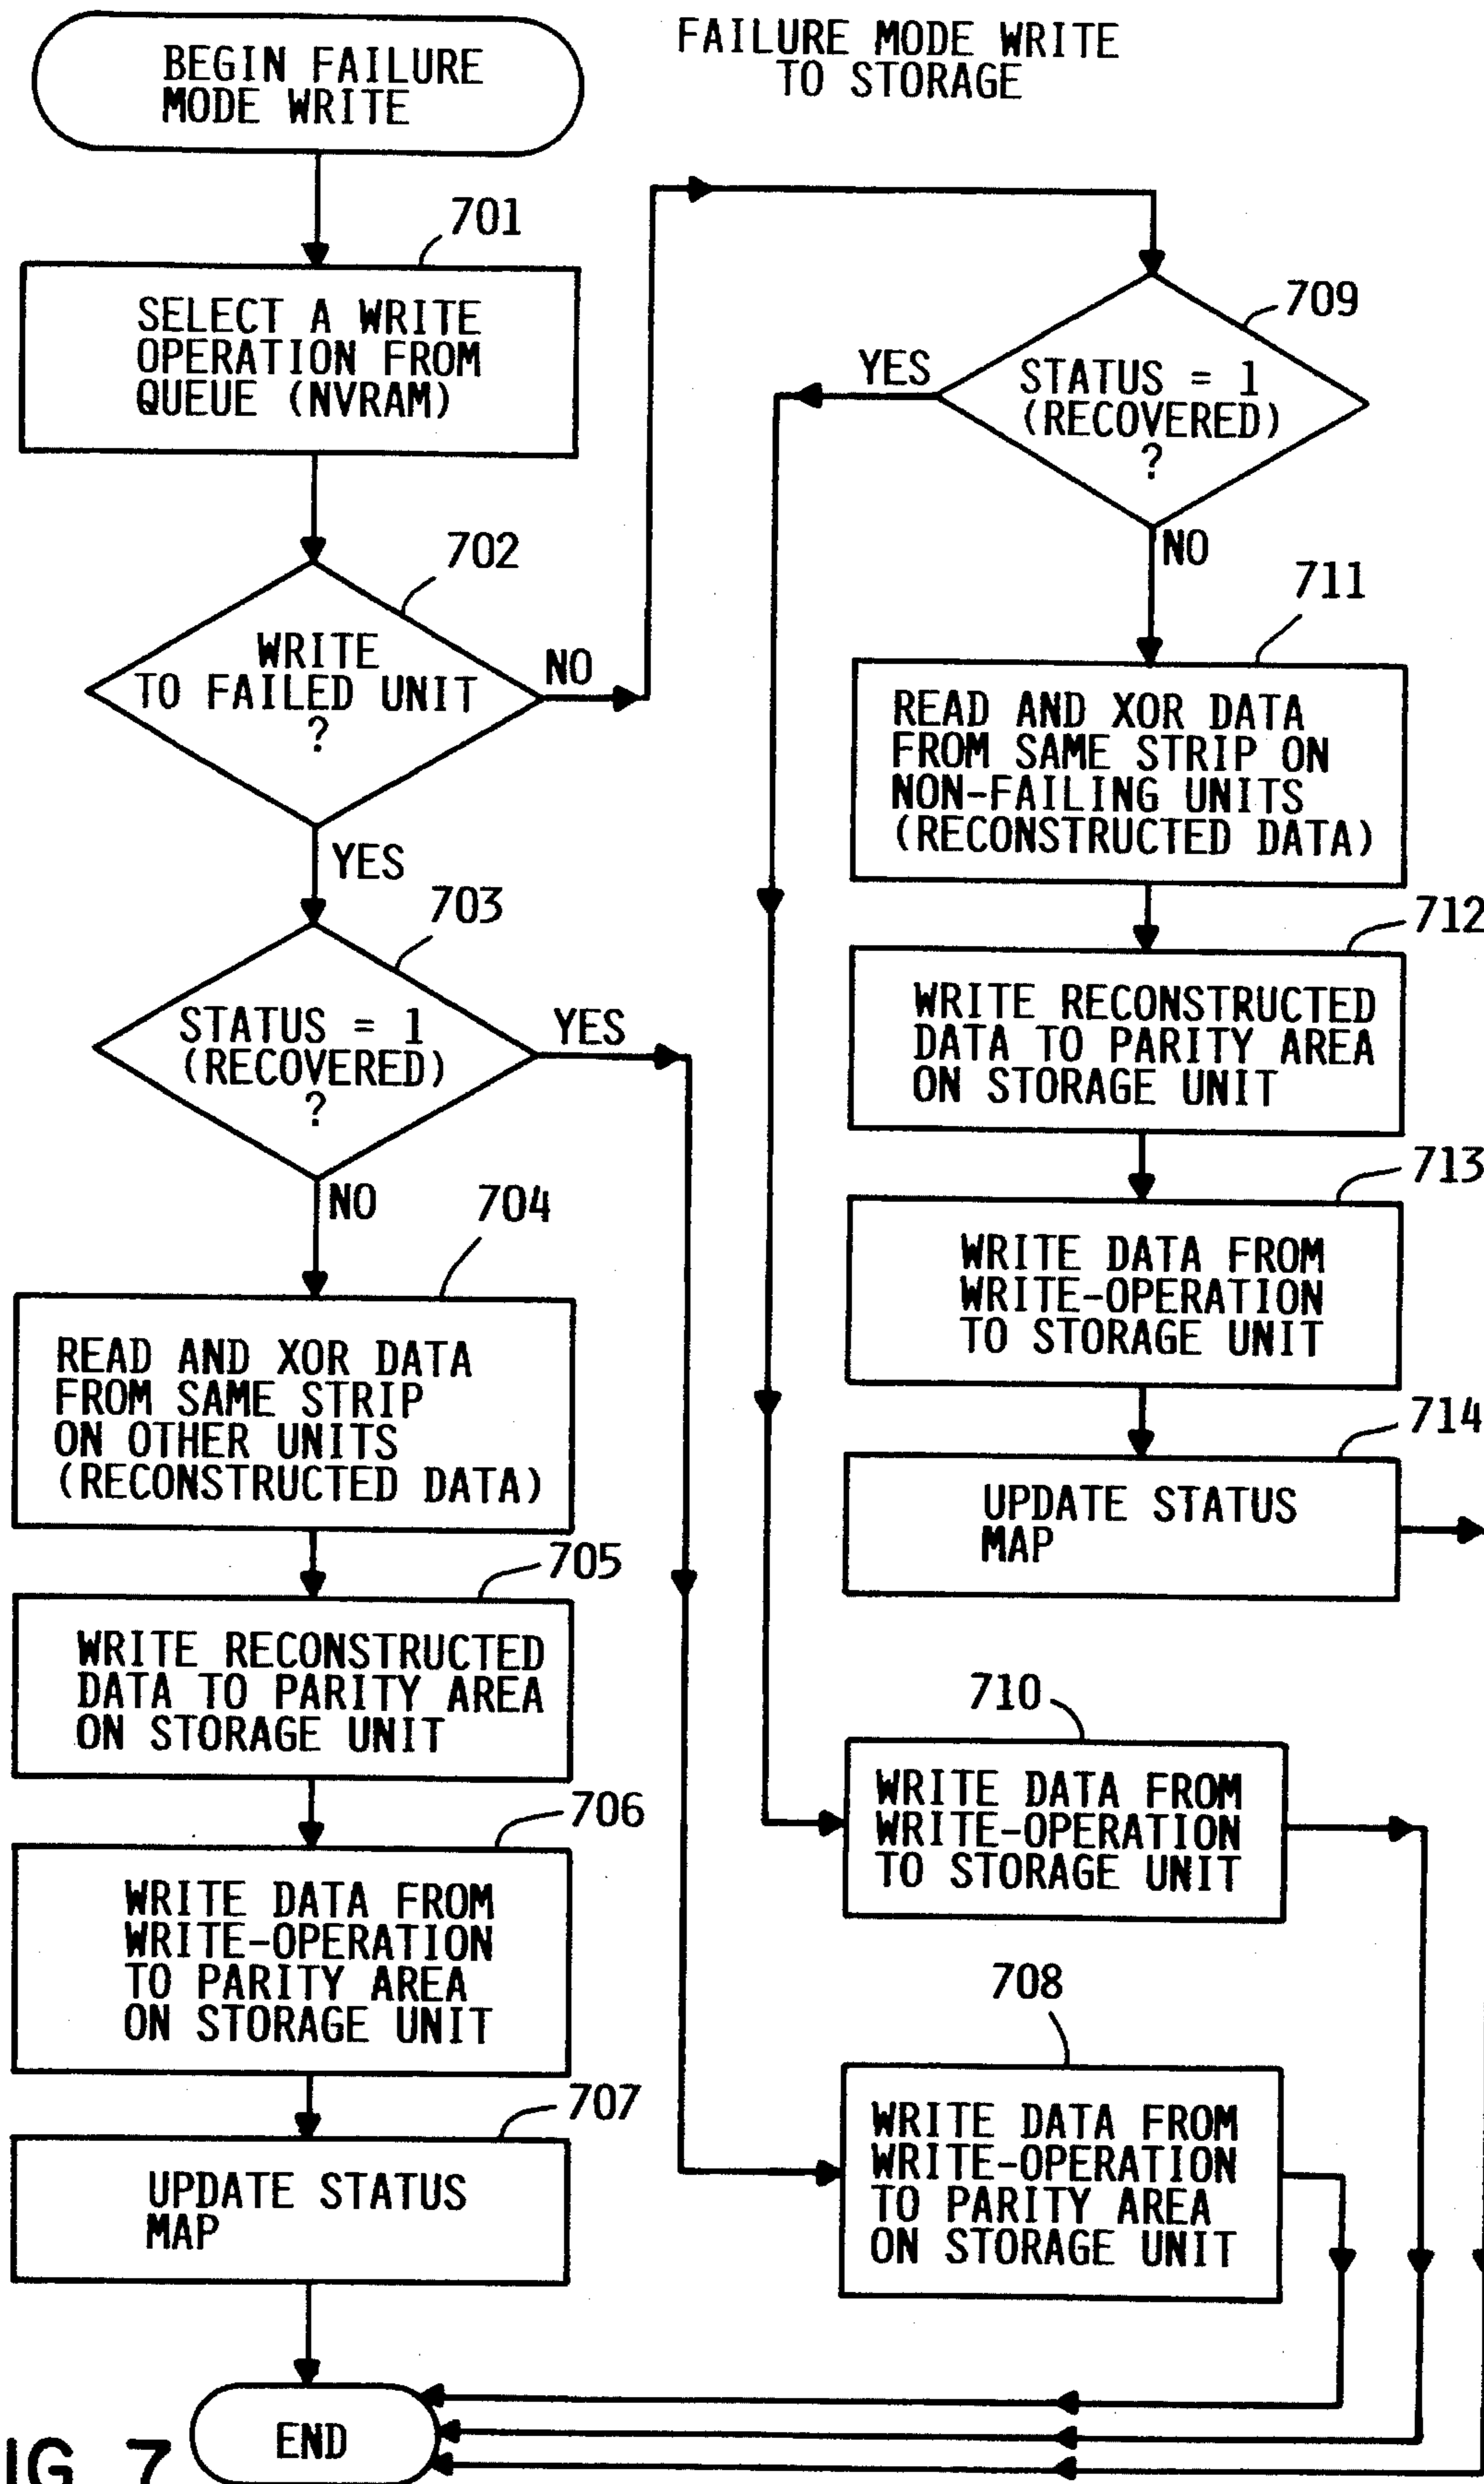 FAILURE MODE WRITE
TO STORAGE
BEGIN FAILURE
MODE WRITE
701
SELECT A WRITE
OPERATION FROM
QUEUE (NVRAM)
702
WRITE
TO FAILED UNIT
?
NO
YES
703
STATUS = 1
(RECOVERED)
?
YES
NO
704
READ AND XOR DATA
FROM SAME STRIP
ON OTHER UNITS
(RECONSTRUCTED DATA)
705
WRITE RECONSTRUCTED
DATA TO PARITY AREA
ON STORAGE UNIT
706
WRITE DATA FROM
WRITE-OPERATION
TO PARITY AREA
ON STORAGE UNIT
707
UPDATE STATUS
MAP
709
STATUS = 1
(RECOVERED)
?
YES
NO
711
READ AND XOR DATA
FROM SAME STRIP ON
NON-FAILING UNITS
(RECONSTRUCTED DATA)
712
WRITE RECONSTRUCTED
DATA TO PARITY AREA
ON STORAGE UNIT
713
WRITE DATA FROM
WRITE-OPERATION
TO STORAGE UNIT
714
UPDATE STATUS
MAP
710
WRITE DATA FROM
WRITE-OPERATION
TO STORAGE UNIT
708
WRITE DATA FROM
WRITE-OPERATION
TO PARITY AREA
ON STORAGE UNIT
END
IG. 7